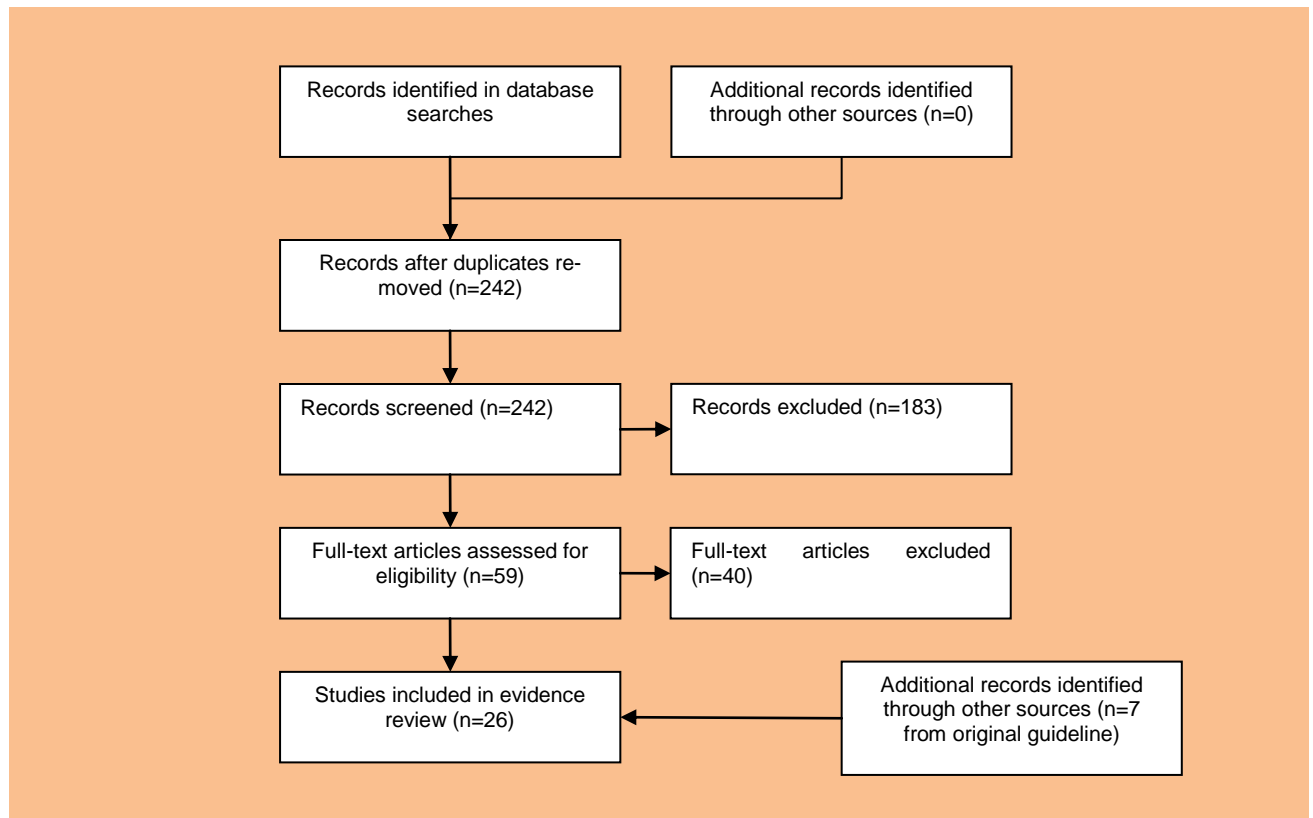 Records identified in database
searches
Additional records identified
through other sources (n=0)
Records after duplicates re-
moved (n=242)
Records screened (n=242)
Records excluded (n=183)
Full-text articles assessed for
eligibility (n=59)
Full-text articles excluded
(n=40)
Studies included in evidence
review (n=26)
Additional records identified
through other sources (n=7
from original guideline)